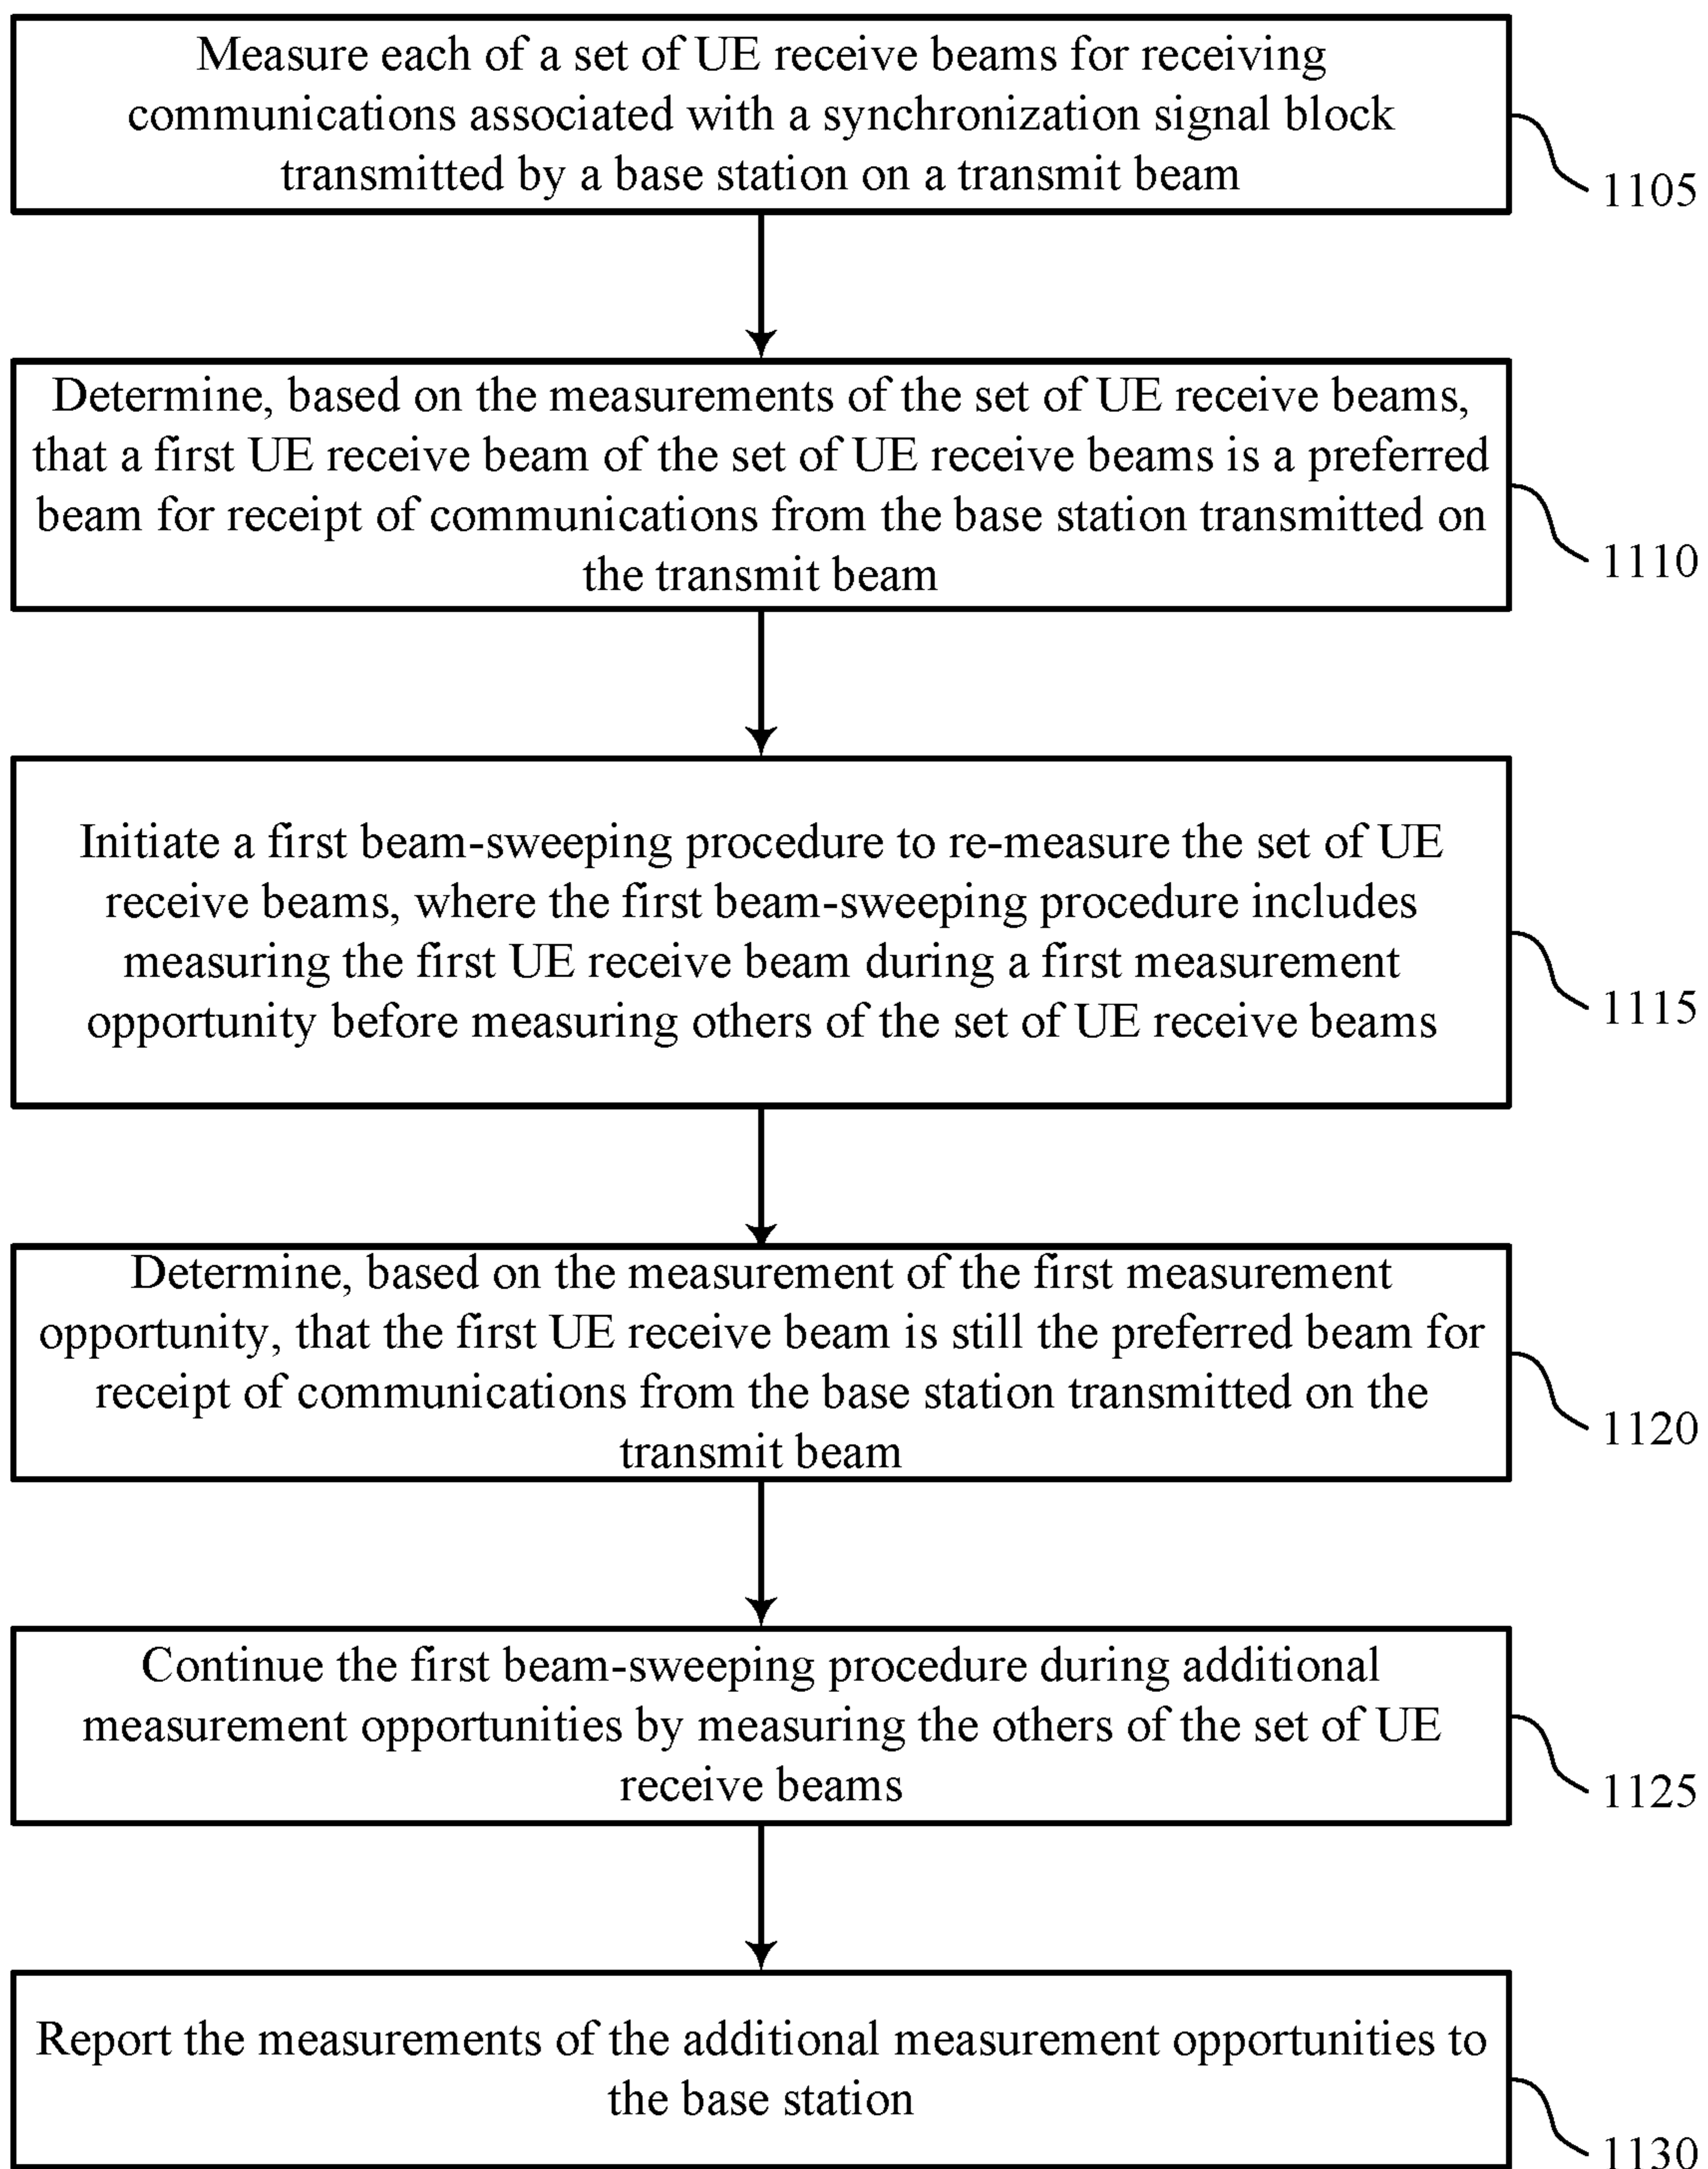 Measure each of a set of UE receive beams for receiving
communications associated with a synchronization signal block
transmitted by a base station on a transmit beam
1105
Determine, based on the measurements of the set of UE receive beams,
that a first UE receive beam of the set of UE receive beams is a preferred
beam for receipt of communications from the base station transmitted on
the transmit beam
1110
Initiate a first beam-sweeping procedure to re-measure the set of UE
receive beams, where the first beam-sweeping procedure includes
measuring the first UE receive beam during a first measurement
opportunity before measuring others of the set of UE receive beams
1115
Determine, based on the measurement of the first measurement
opportunity, that the first UE receive beam is still the preferred beam for
receipt of communications from the base station transmitted on the
transmit beam
1120
Continue the first beam-sweeping procedure during additional
measurement opportunities by measuring the others of the set of UE
receive beams
1125
Report the measurements of the additional measurement opportunities to
the base station
1130